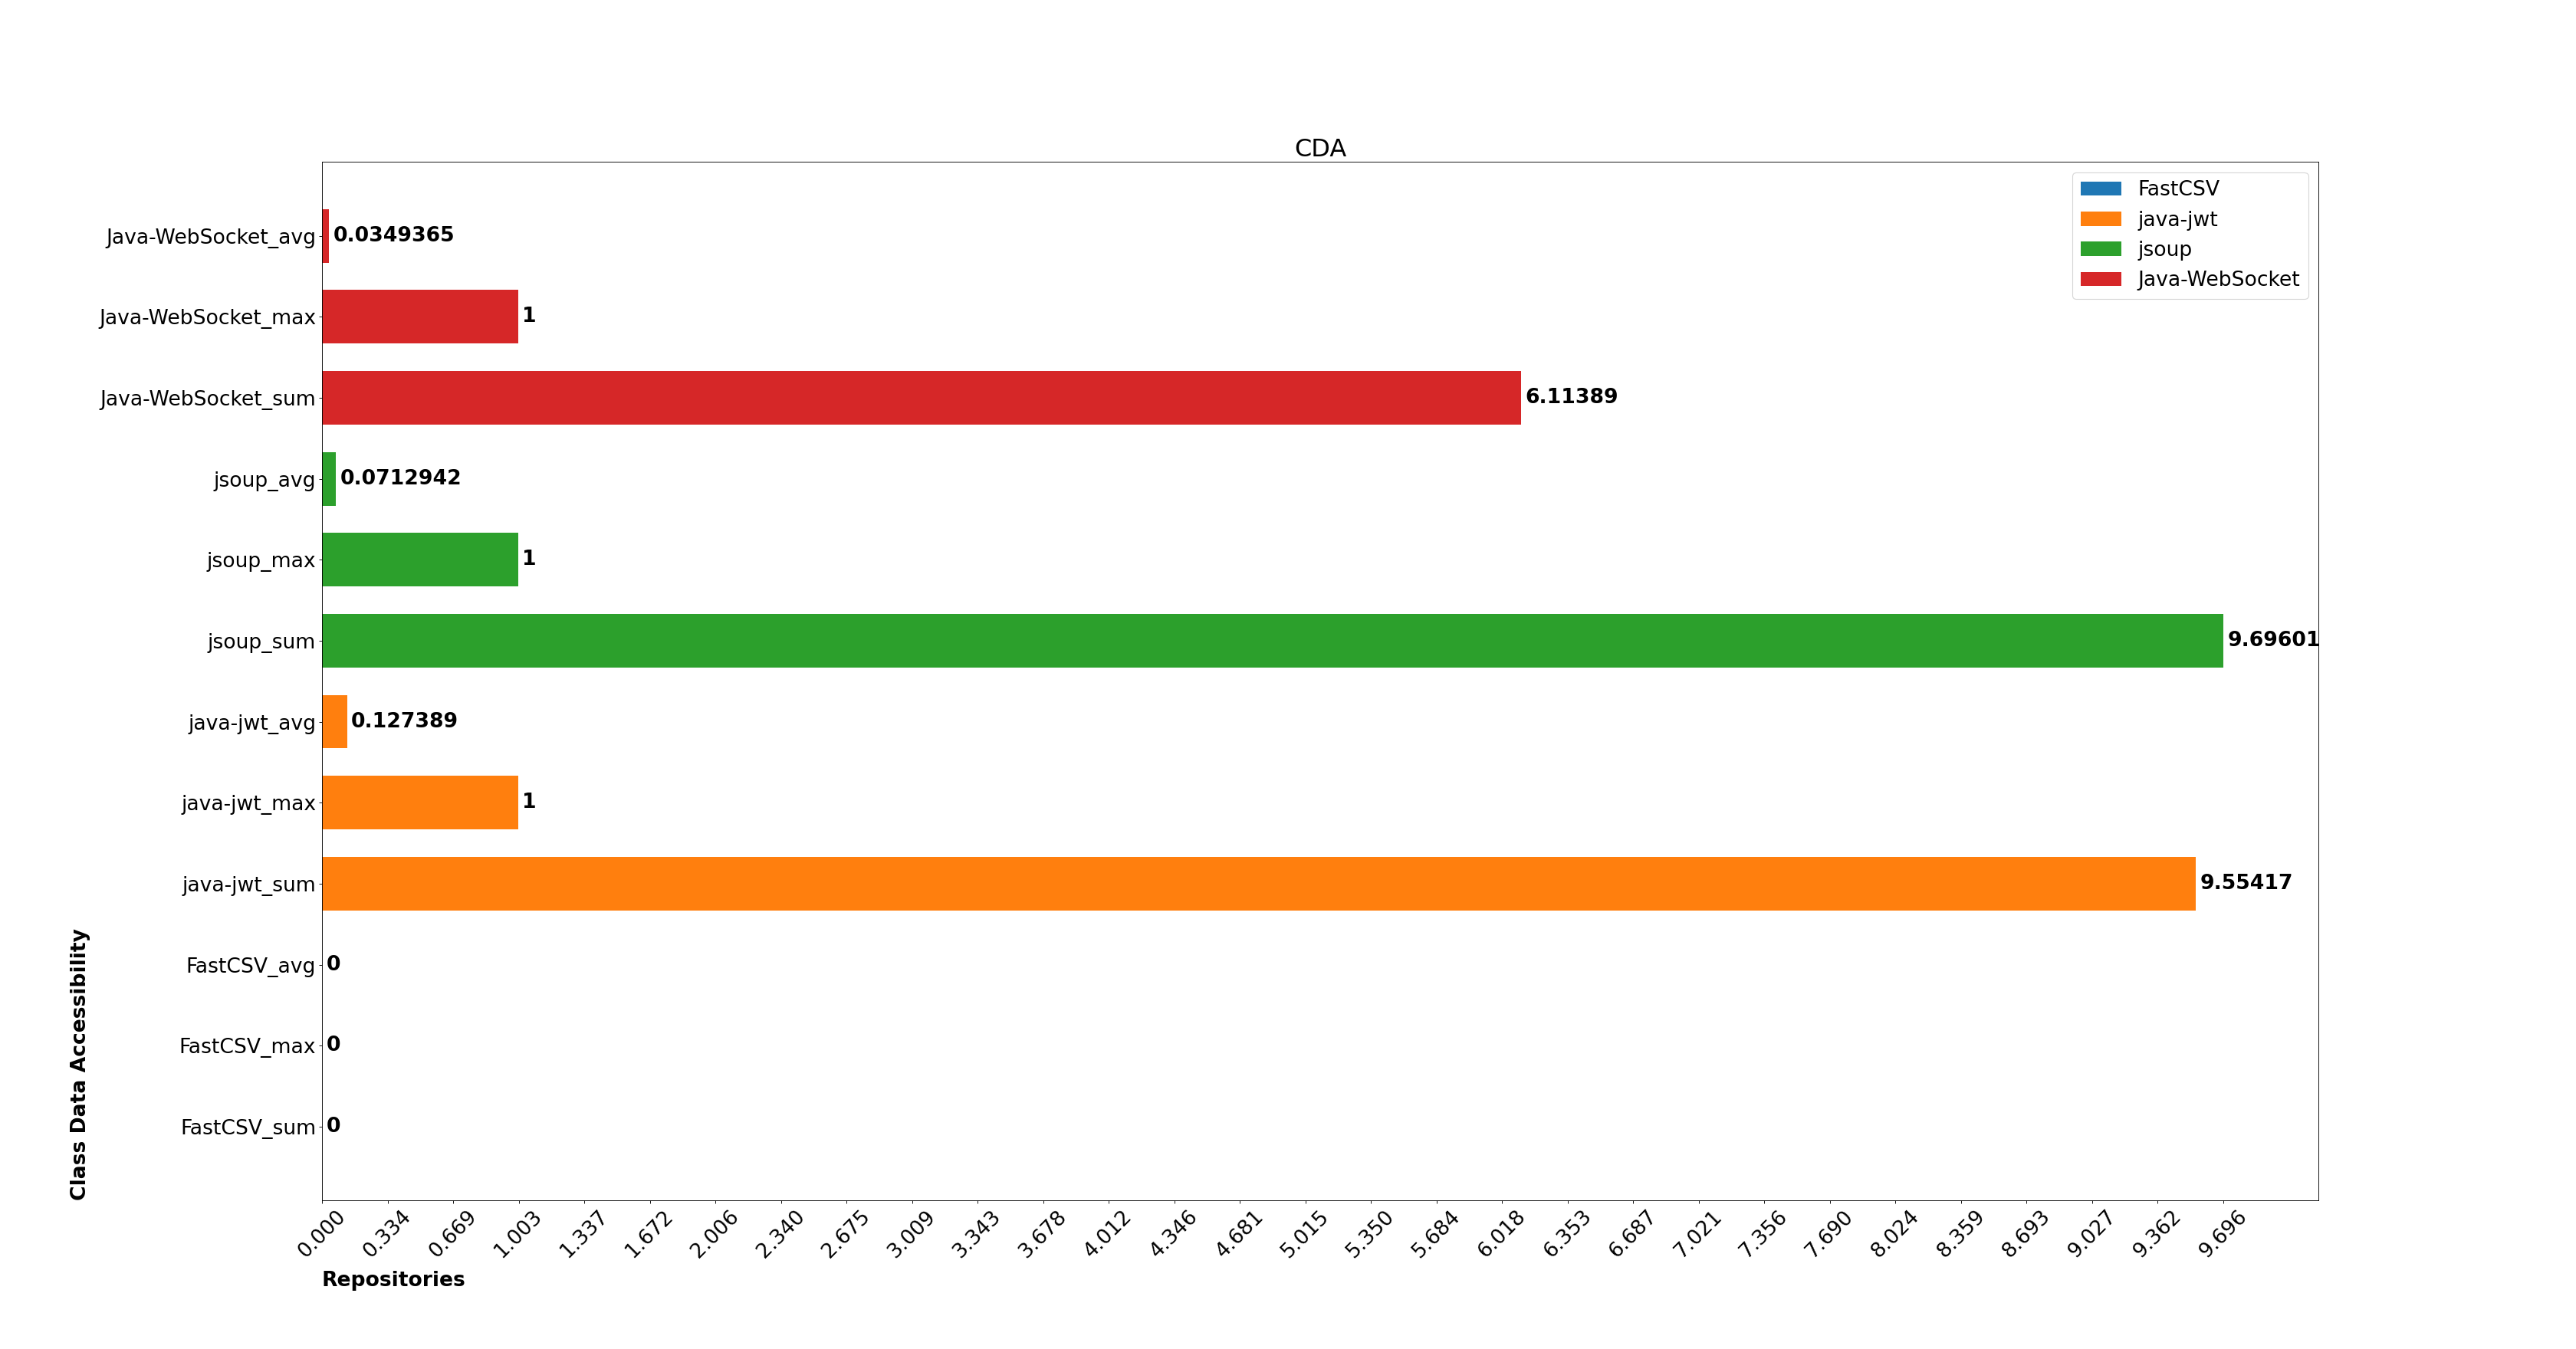 CDA
FastCSV
java-jwt
jsoup
Java-WebSocket
Java-WebSocket_avg 0.0349365
Java-WebSocket_max 1
Java-WebSocket_sum 6.11389
jsoup_avg 0.0712942
jsoup_max 1
jsoup_sum 9.69601
java-jwt_avg 0.127389
java-jwt_max 1
java-jwt_sum 9.55417
FastCSV_avg 0
FastCSV_max 0
FastCSV_sum 0
Class Data Accessibility
0.000 0.334 0.669 1.003 1.337 1.672 2.006 2.340 2.675 3.009 3.343 3.678 4.012 4.346 4.681 5.015 5.350 5.684 6.018 6.353 6.687 7.021 7.356 7.690 8.024 8.359 8.693 9.027 9.362 9.696
Repositories